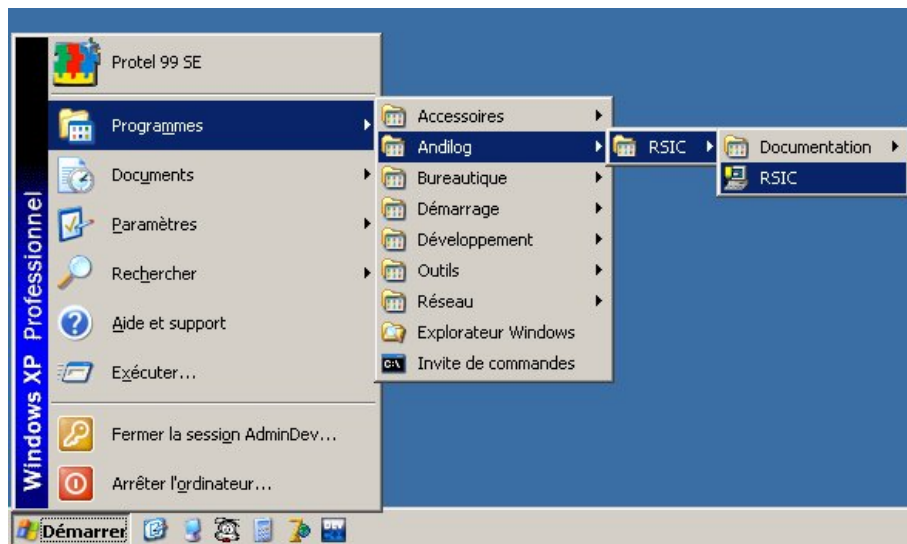 Protel 99 SE
Programmes
Documents
Paramètres
Rechercher
Aide et support
Exécuter...
Fermer la session AdminDev...
Arrêter l'ordinateur...
Windows XP Professionnel
Accessoires
Andilog
Bureautique
Démarrage
Développement
Outils
Réseau
Explorateur Windows
Invite de commandes
RSIC
Documentation
RSIC
Démarrer